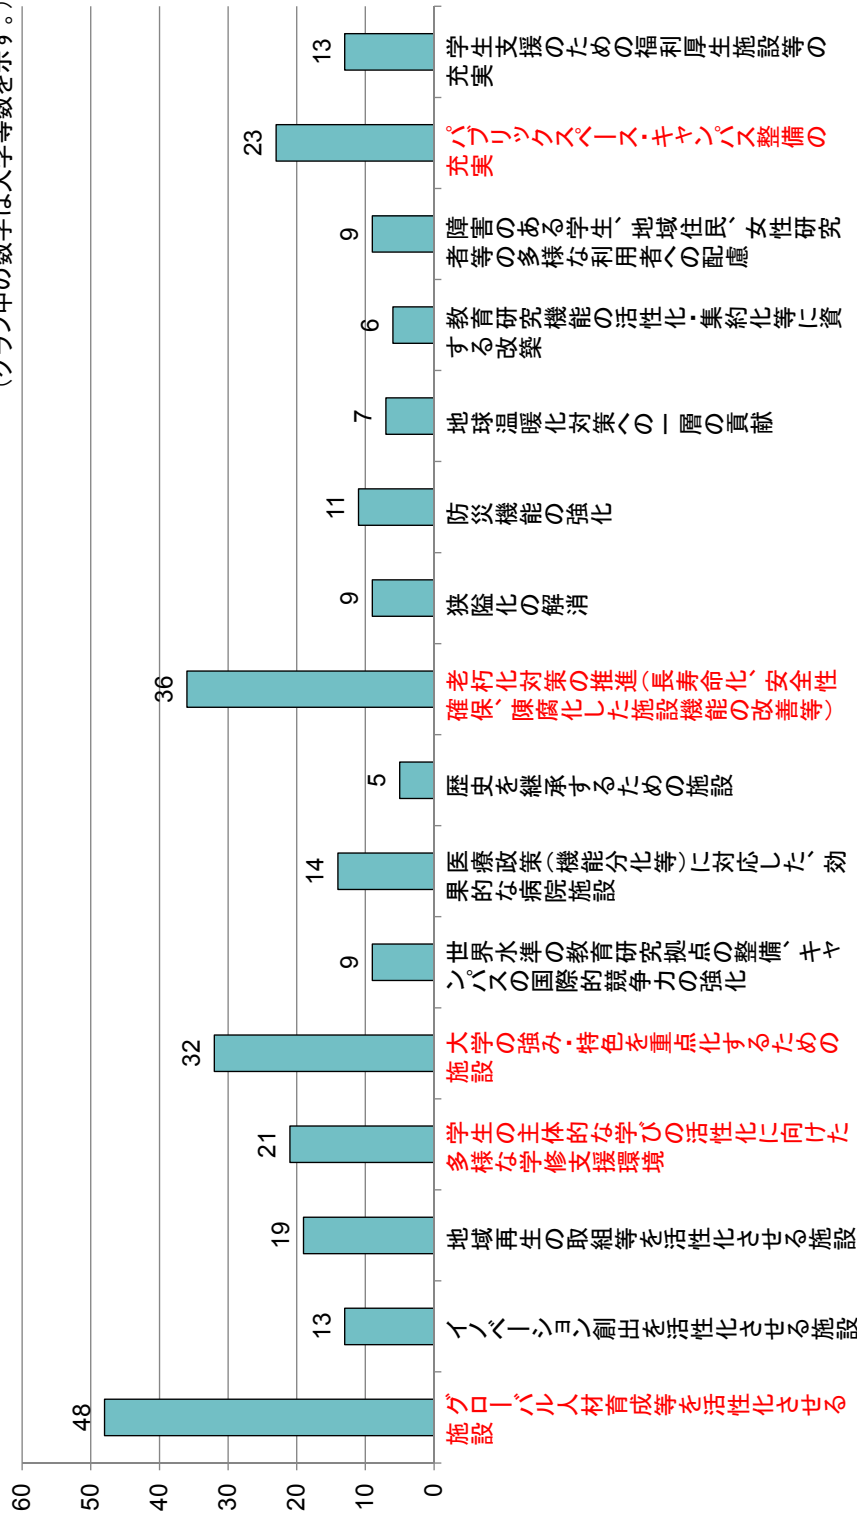 (グラフ中の数字は大学等数を示す。)
60
50
40
30
20
10
0
48
13
19
21
32
9
14
5
36
9
11
7
6
9
23
13
グローバル人材育成等を活性化させる
施設
イノベーション創出を活性化させる施設
地域再生の取組等を活性化させる施設
学生の主体的な学びの活性化に向けた
多様な学修支援環境
大学の強み・特色を重点化するための
施設
世界水準の教育研究拠点の整備、キャ
ンパスの国際的競争力の強化
医療政策(機能分化等)に対応した、効
果的な病院施設
歴史を継承するための施設
老朽化対策の推進(長寿命化、安全性
確保、陳腐化した施設機能の改善等)
狭隘化の解消
防災機能の強化
地球温暖化対策への一層の貢献
教育研究機能の活性化・集約化等に資
する改築
障害のある学生、地域住民、女性研究
者等の多様な利用者への配慮
パブリックスペース・キャンパス整備の
充実
学生支援のための福利厚生施設等の
充実